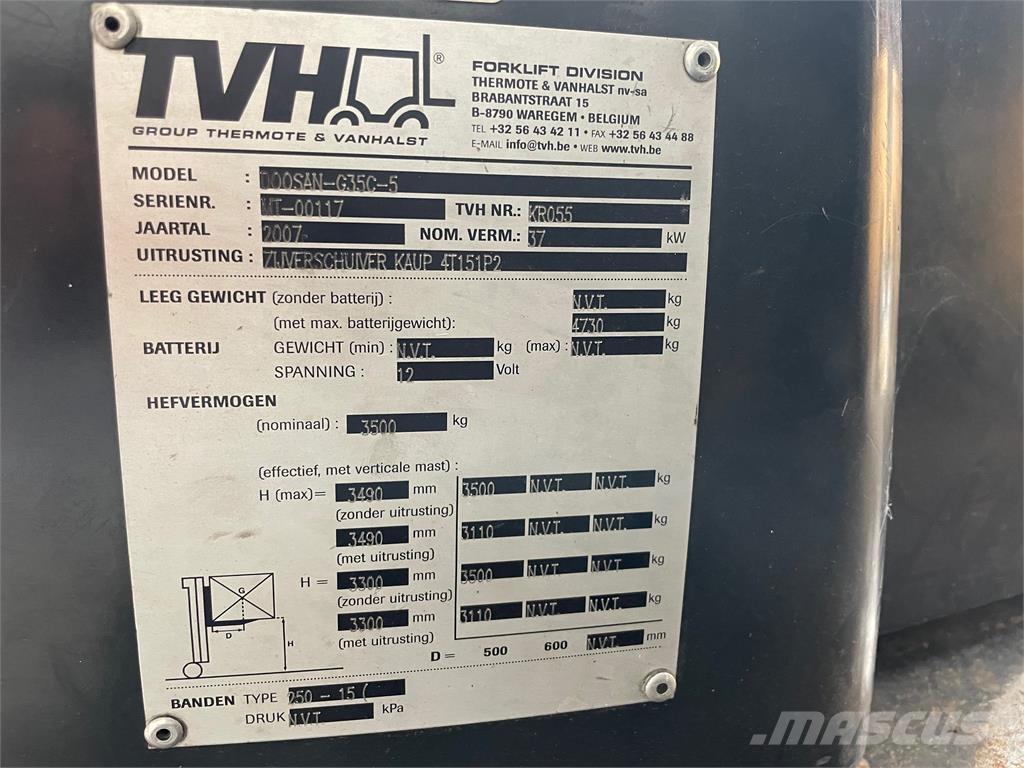 TVH ®
GROUP THERMOTE & VANHALST
FORKLIFT DIVISION
THERMOTE & VANHALST nv-sa
BRABANTSTRAAT 15
B-8790 WAREGEM • BELGIUM
TEL +32 56 43 42 11 • FAX +32 56 43 44 88
E-MAIL info@tvh.be • WEB www.tvh.be
MODEL : DOOSAN-G35C-5
SERIENR. : MT-00117 TVH NR.: KR055
JAARTAL : 2007 NOM. VERM.: 37 kW
UITRUSTING : ZIJVERSCHUIVER KAUP 4T151P2
LEEG GEWICHT (zonder batterij) : N.V.T. kg
(met max. batterijgewicht): 4730 kg
BATTERIJ GEWICHT (min) : N.V.T. kg (max) : N.V.T. kg
SPANNING : 12 Volt
HEFVERMOGEN
(nominaal) : 3500 kg
(effectief, met verticale mast) :
H (max)= 3490 mm 3500 N.V.T. N.V.T. kg
(zonder uitrusting)
3490 mm 3110 N.V.T. N.V.T. kg
(met uitrusting)
H = 3300 mm 3500 N.V.T. N.V.T. kg
(zonder uitrusting)
3300 mm 3110 N.V.T. N.V.T. kg
(met uitrusting)
G
D
H
D = 500 600 N.V.T. mm
BANDEN TYPE 250 - 15 (
DRUK N.V.T. kPa
MASCUS